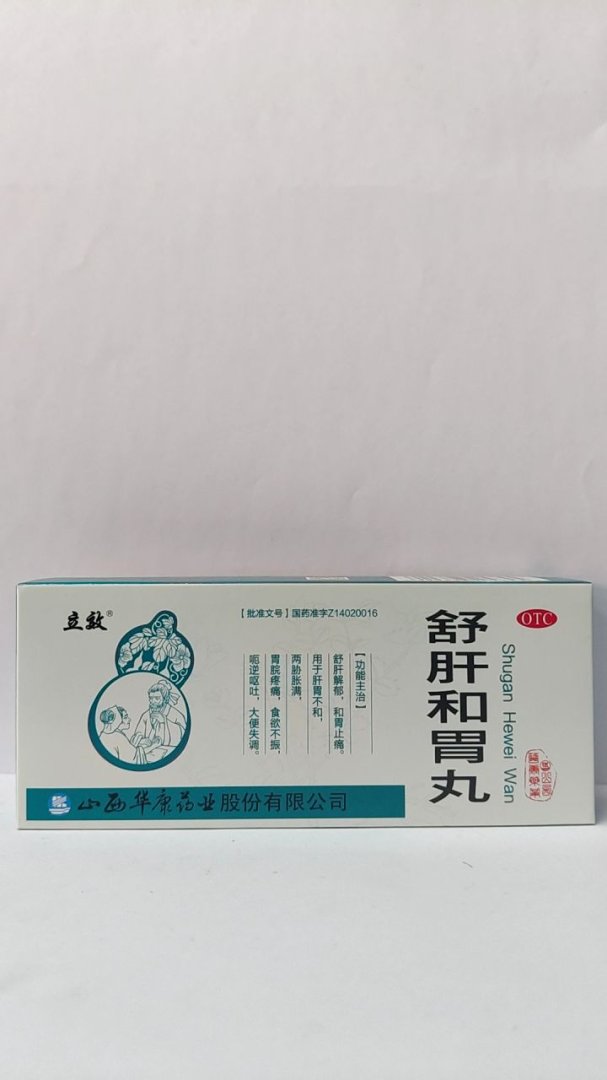 立效®
【批准文号】国药准字Z14020016
【功能主治】
舒肝解郁，和胃止痛。
用于肝胃不和，
两胁胀满，
胃脘疼痛，食欲不振，
呃逆呕吐，大便失调。
舒肝和胃丸
Shugan Hewei Wan
OTC
山西华康药业股份有限公司